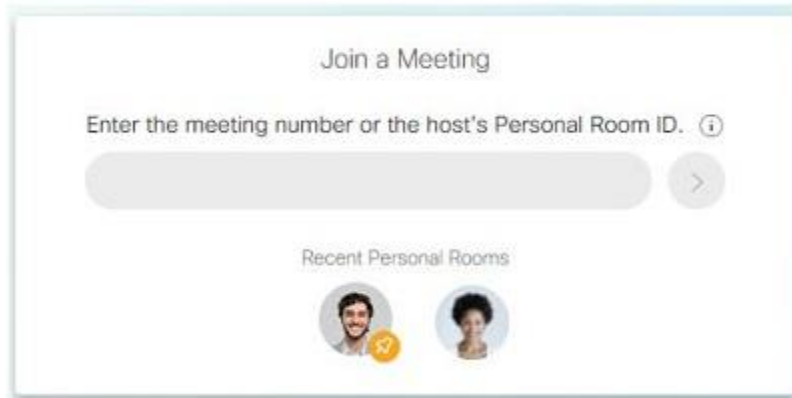 Join a Meeting
Enter the meeting number or the host's Personal Room ID.
Recent Personal Rooms